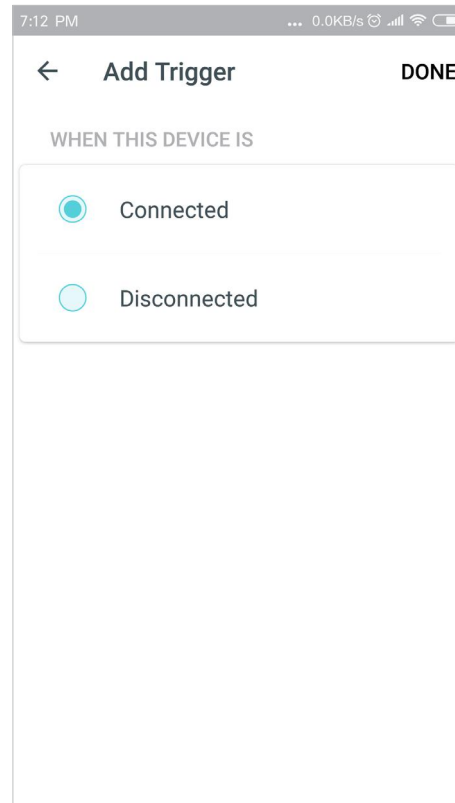 7:12 PM ... 0.0KB/s
Add Trigger DONE
WHEN THIS DEVICE IS
Connected
Disconnected